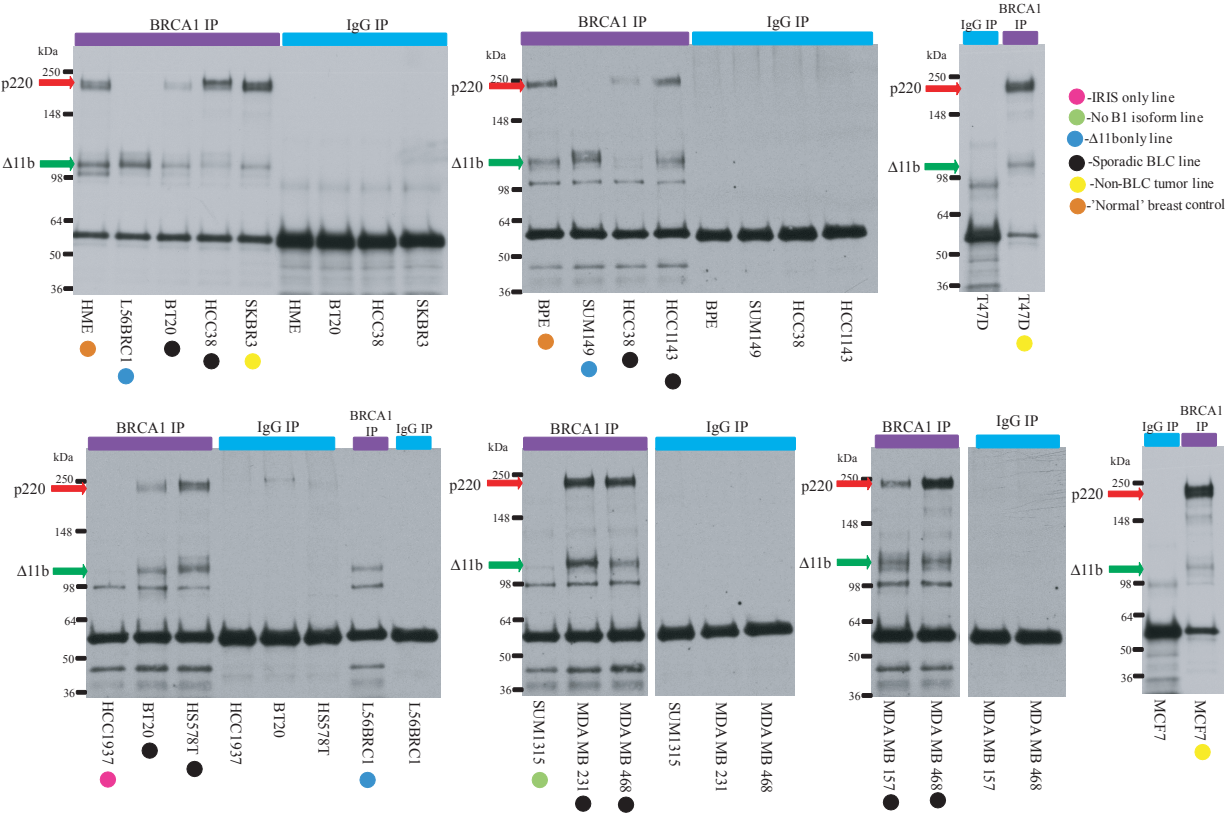 BRCA1 IP
IgG IP
kDa
250
148
98
64
50
36
p220
Δ11b
HME
L56BRC1
BT20
HCC38
SKBR3
HME
BT20
HCC38
SKBR3
BRCA1 IP
IgG IP
kDa
250
148
98
64
50
36
p220
Δ11b
BPE
SUM149
HCC38
HCC1143
BPE
SUM149
HCC38
HCC1143
IgG IP
BRCA1
IP
kDa
250
148
98
64
50
36
p220
Δ11b
T47D
T47D
-IRIS only line
-No B1 isoform line
-Δ11b only line
-Sporadic BLC line
-Non-BLC tumor line
-'Normal' breast control
BRCA1 IP
IgG IP
BRCA1
IP
IgG IP
kDa
250
148
98
64
50
36
p220
Δ11b
HCC1937
BT20
HS578T
HCC1937
BT20
HS578T
L56BRC1
L56BRC1
BRCA1 IP
IgG IP
kDa
250
148
98
64
50
36
p220
Δ11b
SUM1315
MDA MB 231
MDA MB 468
SUM1315
MDA MB 231
MDA MB 468
BRCA1 IP
IgG IP
kDa
250
148
98
64
50
36
p220
Δ11b
MDA MB 157
MDA MB 468
MDA MB 157
MDA MB 468
IgG IP
BRCA1
IP
kDa
250
148
98
64
50
36
p220
Δ11b
MCF7
MCF7